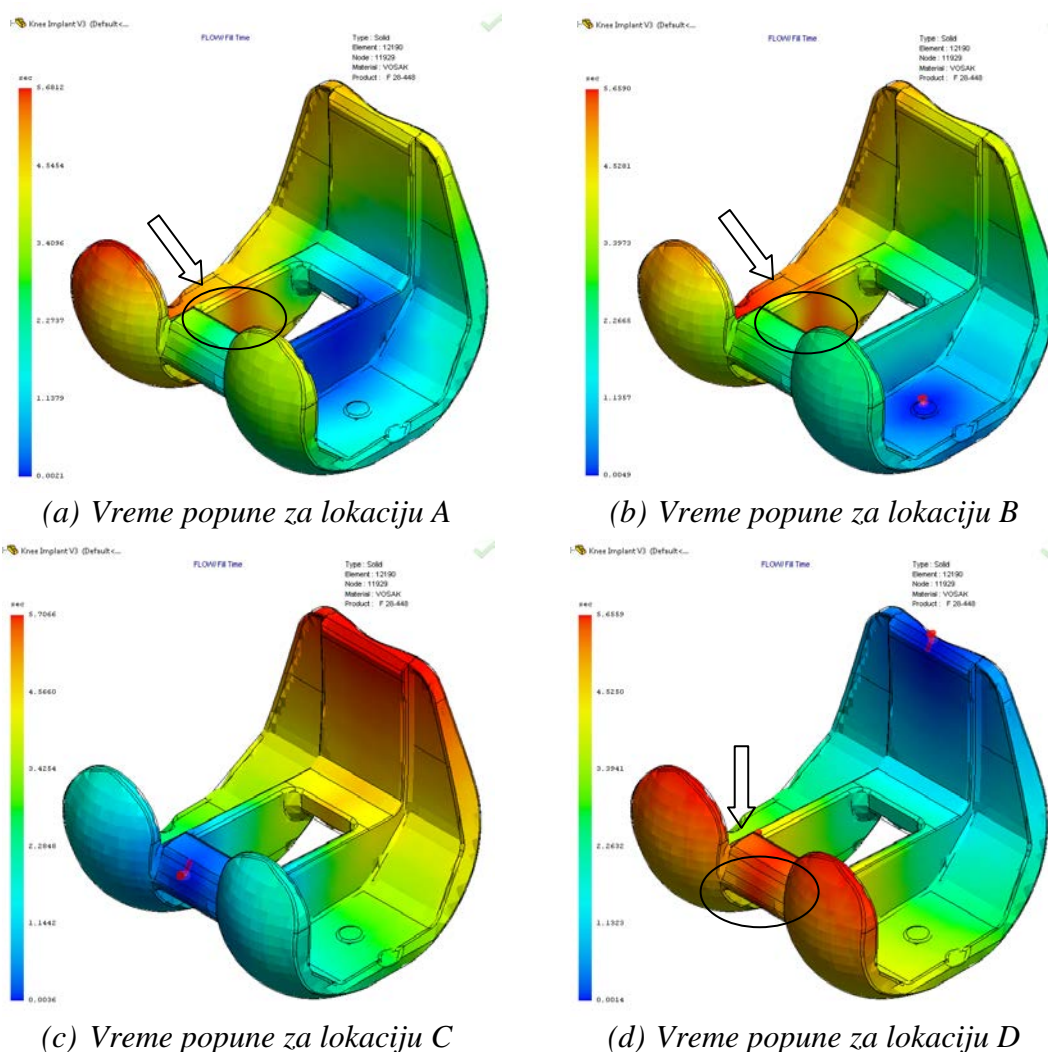 Knee Implant V3 (Default<...
FLOW/Fill Time
Type : Solid
Element : 12190
Node : 11929
Material : VOSAK
Product : F 28-448
sec
5.6812
4.5454
3.4096
2.2737
1.1379
0.0021
(a) Vreme popune za lokaciju A
Knee Implant V3 (Default<...
FLOW/Fill Time
Type : Solid
Element : 12190
Node : 11929
Material : VOSAK
Product : F 28-448
sec
5.6590
4.5281
3.3973
2.2665
1.1357
0.0049
(b) Vreme popune za lokaciju B
Knee Implant V3 (Default<...
FLOW/Fill Time
Type : Solid
Element : 12190
Node : 11929
Material : VOSAK
Product : F 28-448
sec
5.7066
4.5660
3.4254
2.2848
1.1442
0.0036
(c) Vreme popune za lokaciju C
Knee Implant V3 (Default<...
FLOW/Fill Time
Type : Solid
Element : 12190
Node : 11929
Material : VOSAK
Product : F 28-448
sec
5.6559
4.5250
3.3941
2.2632
1.1323
0.0014
(d) Vreme popune za lokaciju D